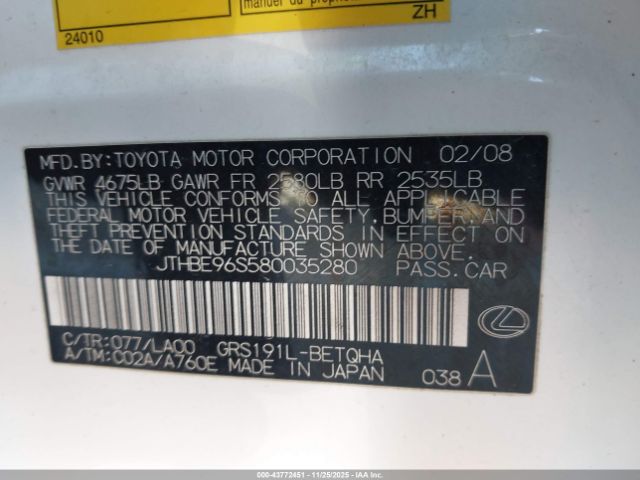 manuel du propriétaire
24010
ZH
MFD.BY:TOYOTA MOTOR CORPORATION 02/08
GVWR 4675LB GAWR FR 2580LB RR 2535LB
THIS VEHICLE CONFORMS TO ALL APPLICABLE
FEDERAL MOTOR VEHICLE SAFETY,BUMPER,AND
THEFT PREVENTION STANDARDS IN EFFECT ON
THE DATE OF MANUFACTURE SHOWN ABOVE.
JTHBE96S580035280 PASS.CAR
C/TR:077/LA00 GRS191L-BETQHA
A/TM:C02A/A760E MADE IN JAPAN 038 A
000-43772451 - 11/25/2025 - IAA Inc.